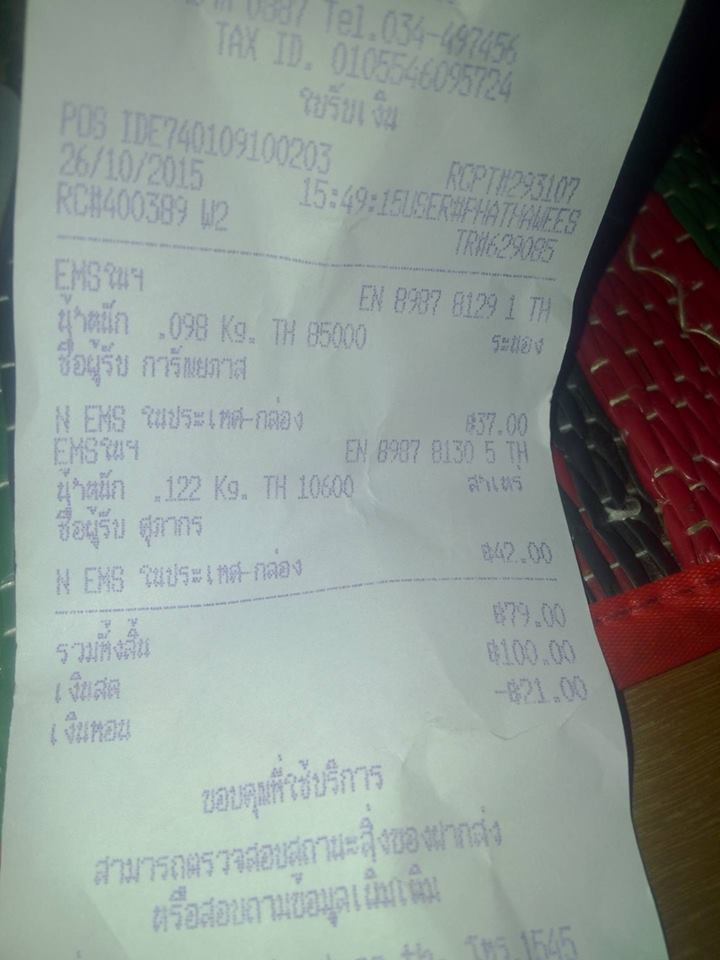 0887 Tel.034-497456
TAX ID. 0105546095724
ใบรับเงิน
POS IDE740109100203 RCPT#293107
26/10/2015 15:49:15USER#PHATHAWEES
RC#400389 W2 TR#629085
EMSในฯ EN 8987 8129 1 TH
น้ำหนัก .098 Kg. TH 85000 ระนอง
ชื่อผู้รับ การัพยภาส
N EMS ในประเทศ-กล่อง ฿37.00
EMSในฯ EN 8987 8130 5 TH
น้ำหนัก .122 Kg. TH 10600 สาเหร่
ชื่อผู้รับ ศุภากร
N EMS ในประเทศ-กล่อง ฿42.00
รวมทั้งสิ้น ฿79.00
เงินสด ฿100.00
เงินทอน -฿21.00
ขอบคุณที่ใช้บริการ
สามารถตรวจสอบสถานะสิ่งของฝากส่ง
หรือสอบถามข้อมูลเพิ่มเติม
th. โทร.1545